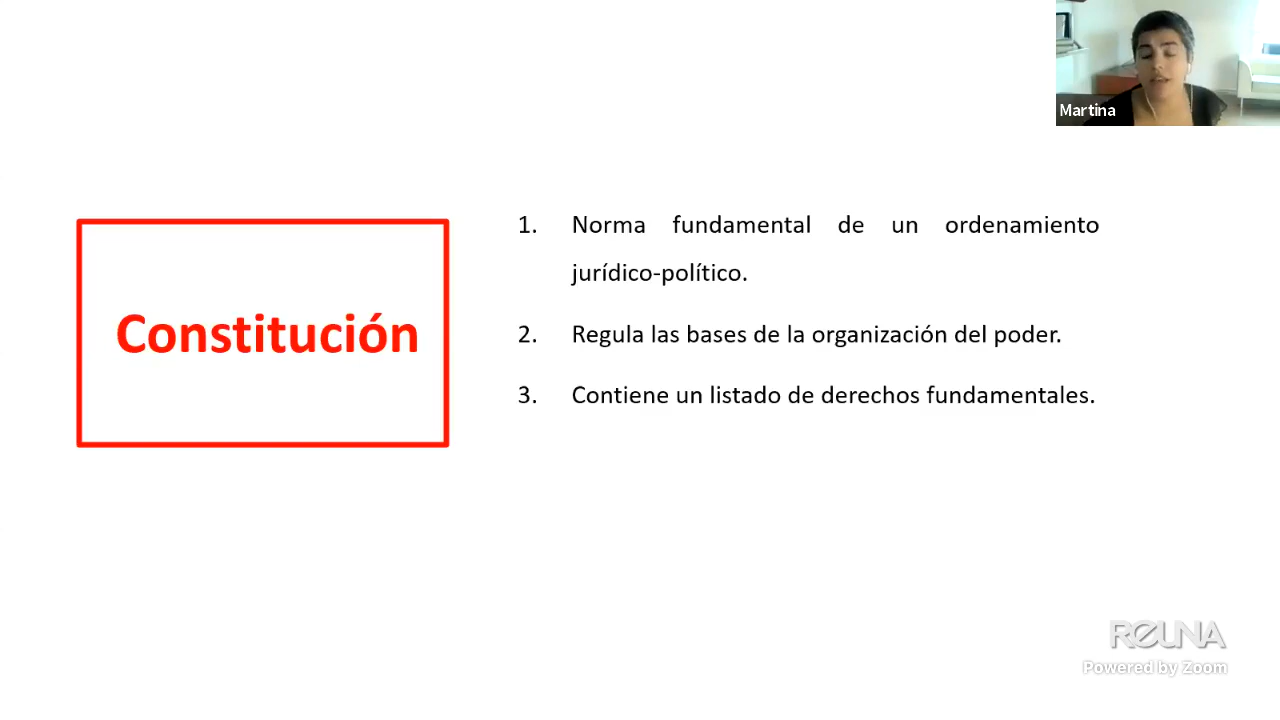 Martina
Constitución
1. Norma fundamental de un ordenamiento
jurídico-político.
2. Regula las bases de la organización del poder.
3. Contiene un listado de derechos fundamentales.
REUNA
Powered by Zoom